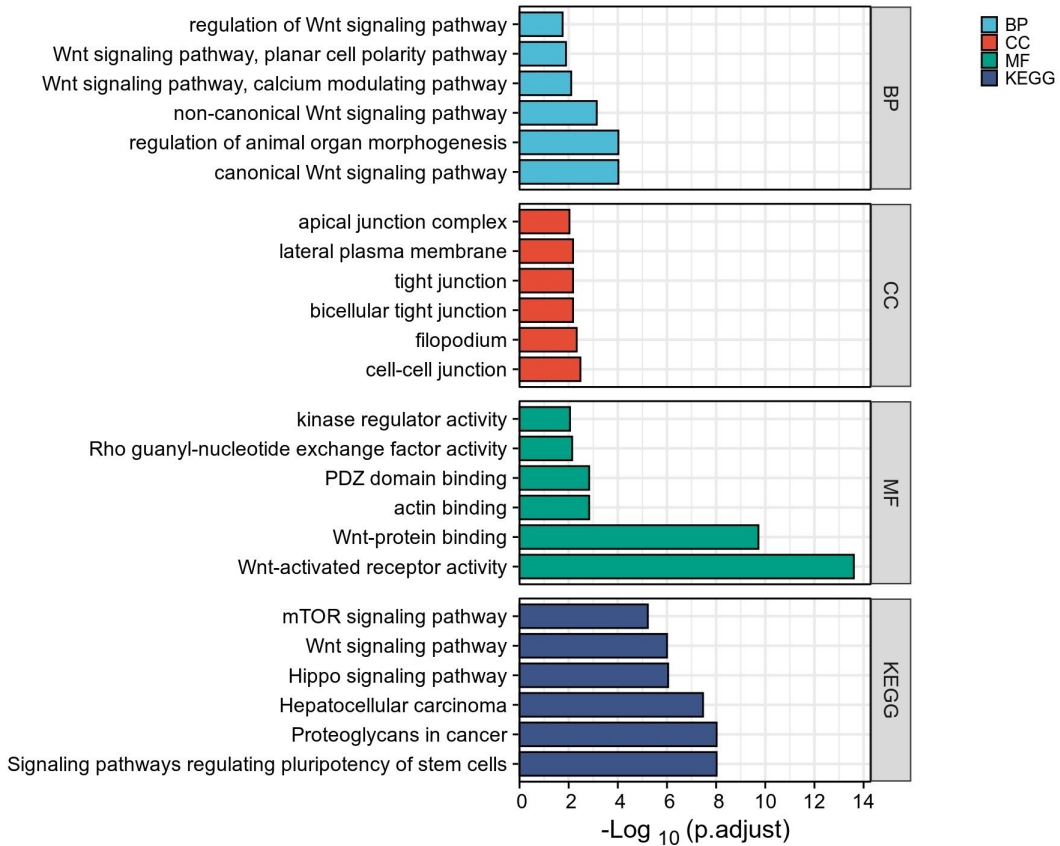 regulation of Wnt signaling pathway
Wnt signaling pathway, planar cell polarity pathway
Wnt signaling pathway, calcium modulating pathway
non-canonical Wnt signaling pathway
regulation of animal organ morphogenesis
canonical Wnt signaling pathway
BP
apical junction complex
lateral plasma membrane
tight junction
bicellular tight junction
filopodium
cell-cell junction
CC
kinase regulator activity
Rho guanyl-nucleotide exchange factor activity
PDZ domain binding
actin binding
Wnt-protein binding
Wnt-activated receptor activity
MF
mTOR signaling pathway
Wnt signaling pathway
Hippo signaling pathway
Hepatocellular carcinoma
Proteoglycans in cancer
Signaling pathways regulating pluripotency of stem cells
KEGG
0 2 4 6 8 10 12 14
-Log 10 (p.adjust)
BP
CC
MF
KEGG